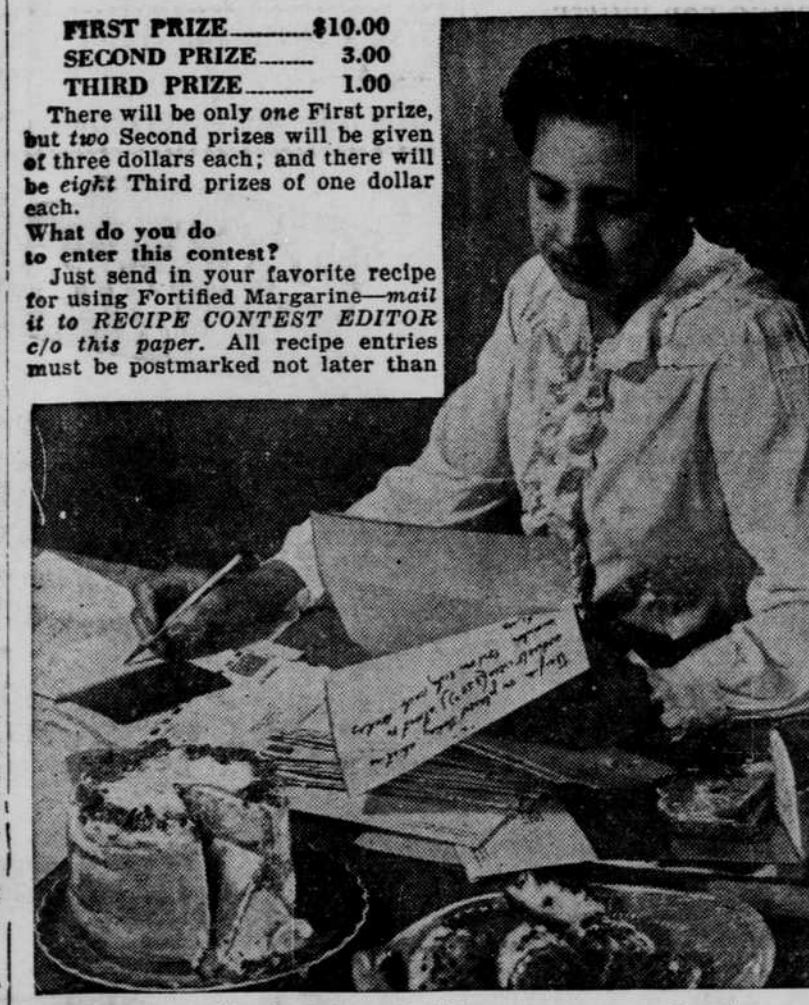 FIRST PRIZE..........$10.00
SECOND PRIZE....... 3.00
THIRD PRIZE.......... 1.00
There will be only one First prize,
but two Second prizes will be given
of three dollars each; and there will
be eight Third prizes of one dollar
each.
What do you do
to enter this contest?
Just send in your favorite recipe
for using Fortified Margarine—mail
it to RECIPE CONTEST EDITOR
c/o this paper. All recipe entries
must be postmarked not later than